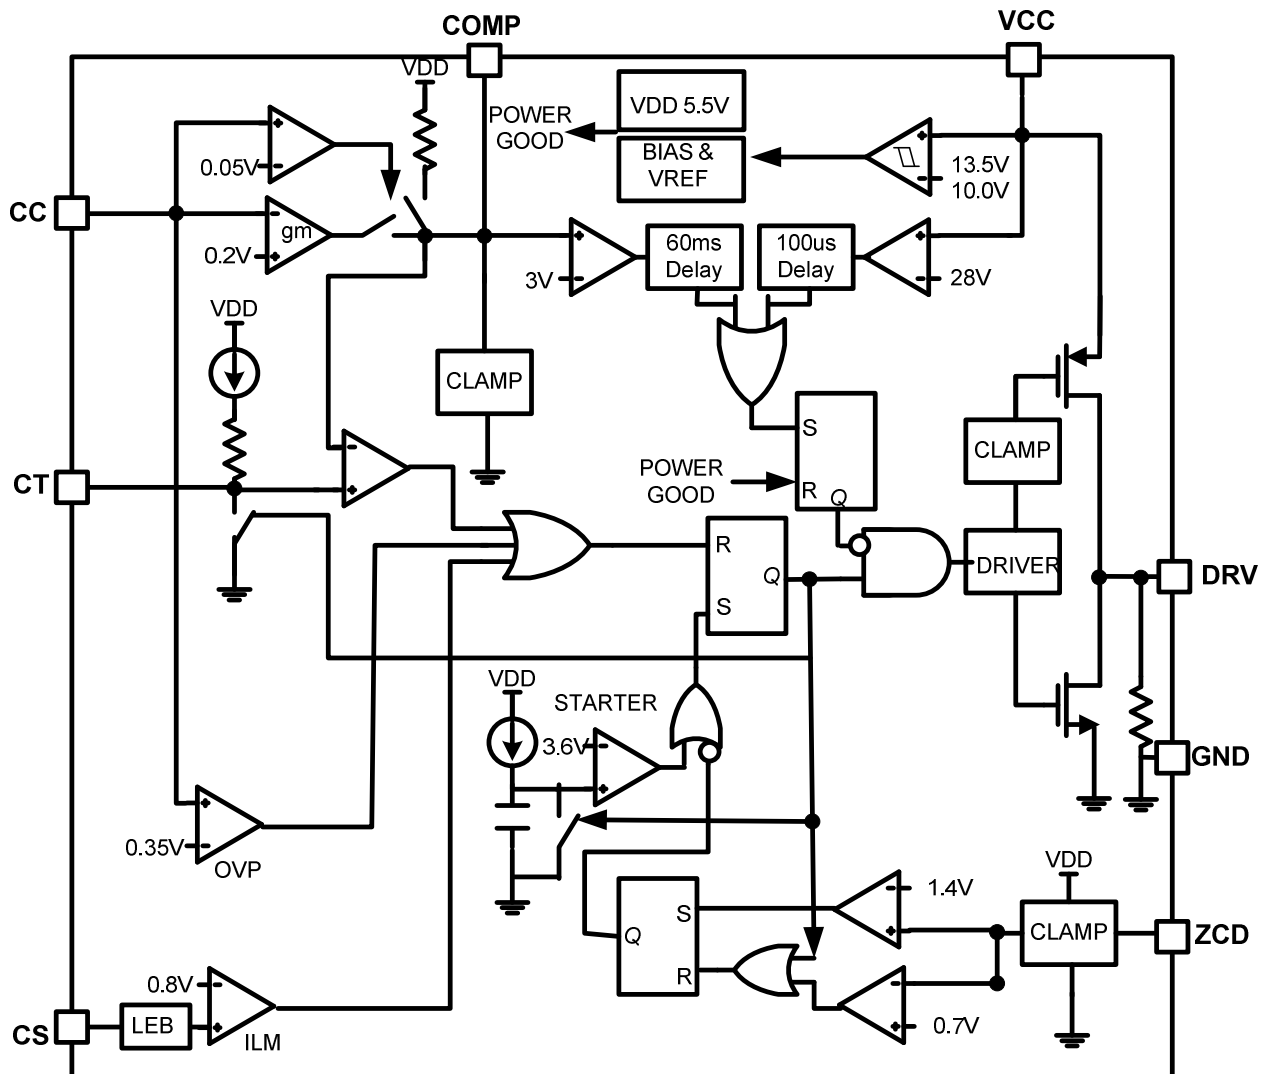 COMP
VCC
VDD
POWER
GOOD
VDD 5.5V
BIAS &
VREF
13.5V
10.0V
0.05V
CC
gm
0.2V
3V
60ms
Delay
100us
Delay
28V
VDD
CLAMP
S
R
Q
POWER
GOOD
CLAMP
CT
R
Q
S
DRIVER
DRV
VDD
STARTER
3.6V
GND
0.35V
OVP
VDD
1.4V
S
Q
R
CLAMP
ZCD
0.7V
0.8V
CS
LEB
ILM